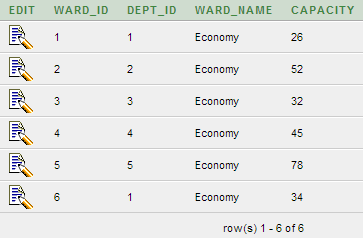 EDIT WARD_ID DEPT_ID WARD_NAME CAPACITY
1 1 Economy 26
2 2 Economy 52
3 3 Economy 32
4 4 Economy 45
5 5 Economy 78
6 1 Economy 34
row(s) 1 - 6 of 6